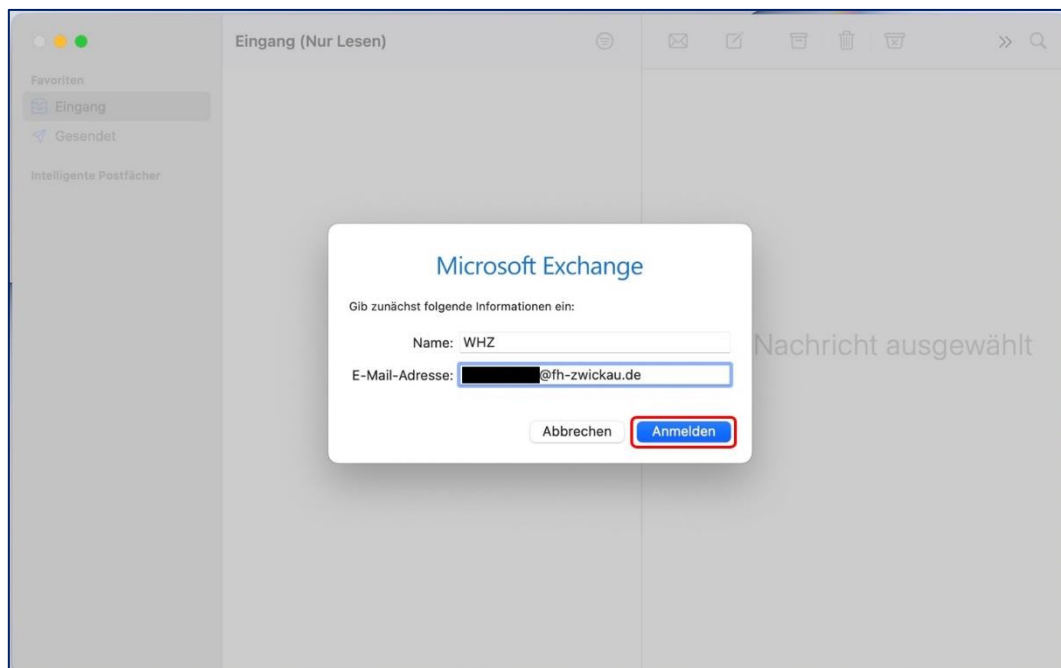 Eingang (Nur Lesen)
Favoriten
Eingang
Gesendet
Intelligente Postfächer
Microsoft Exchange
Gib zunächst folgende Informationen ein:
Name: WHZ
E-Mail-Adresse: @fh-zwickau.de
Abbrechen Anmelden
Nachricht ausgewählt